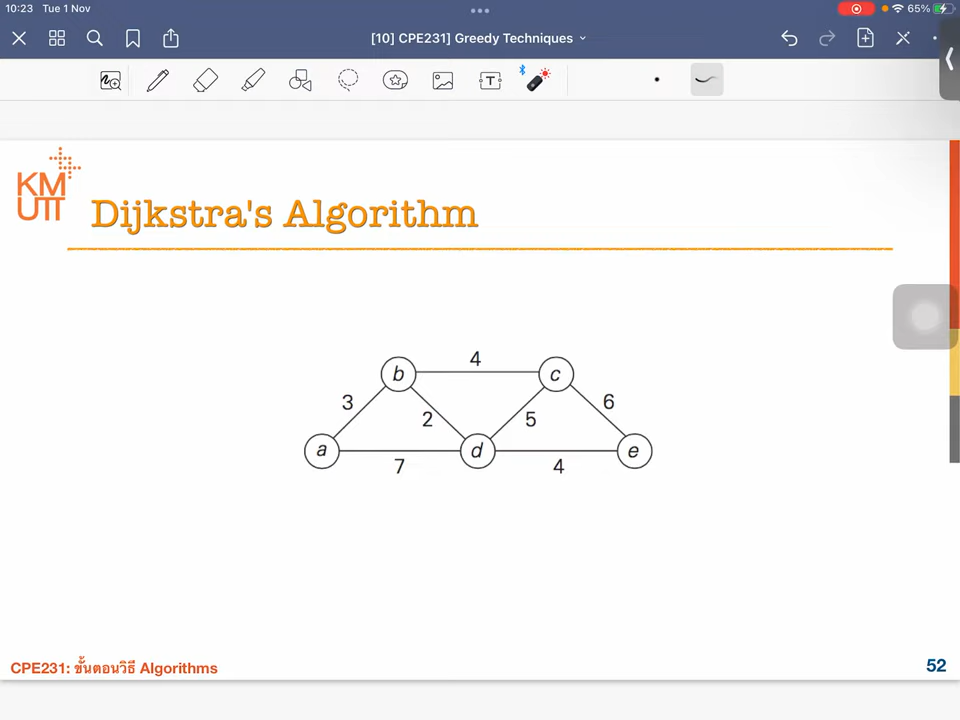 10:23 Tue 1 Nov
65%
[10] CPE231] Greedy Techniques
T
KM
UTT
Dijkstra's Algorithm
4
b
c
3
2
5
6
a
d
e
7
4
CPE231: ขั้นตอนวิธี Algorithms
52